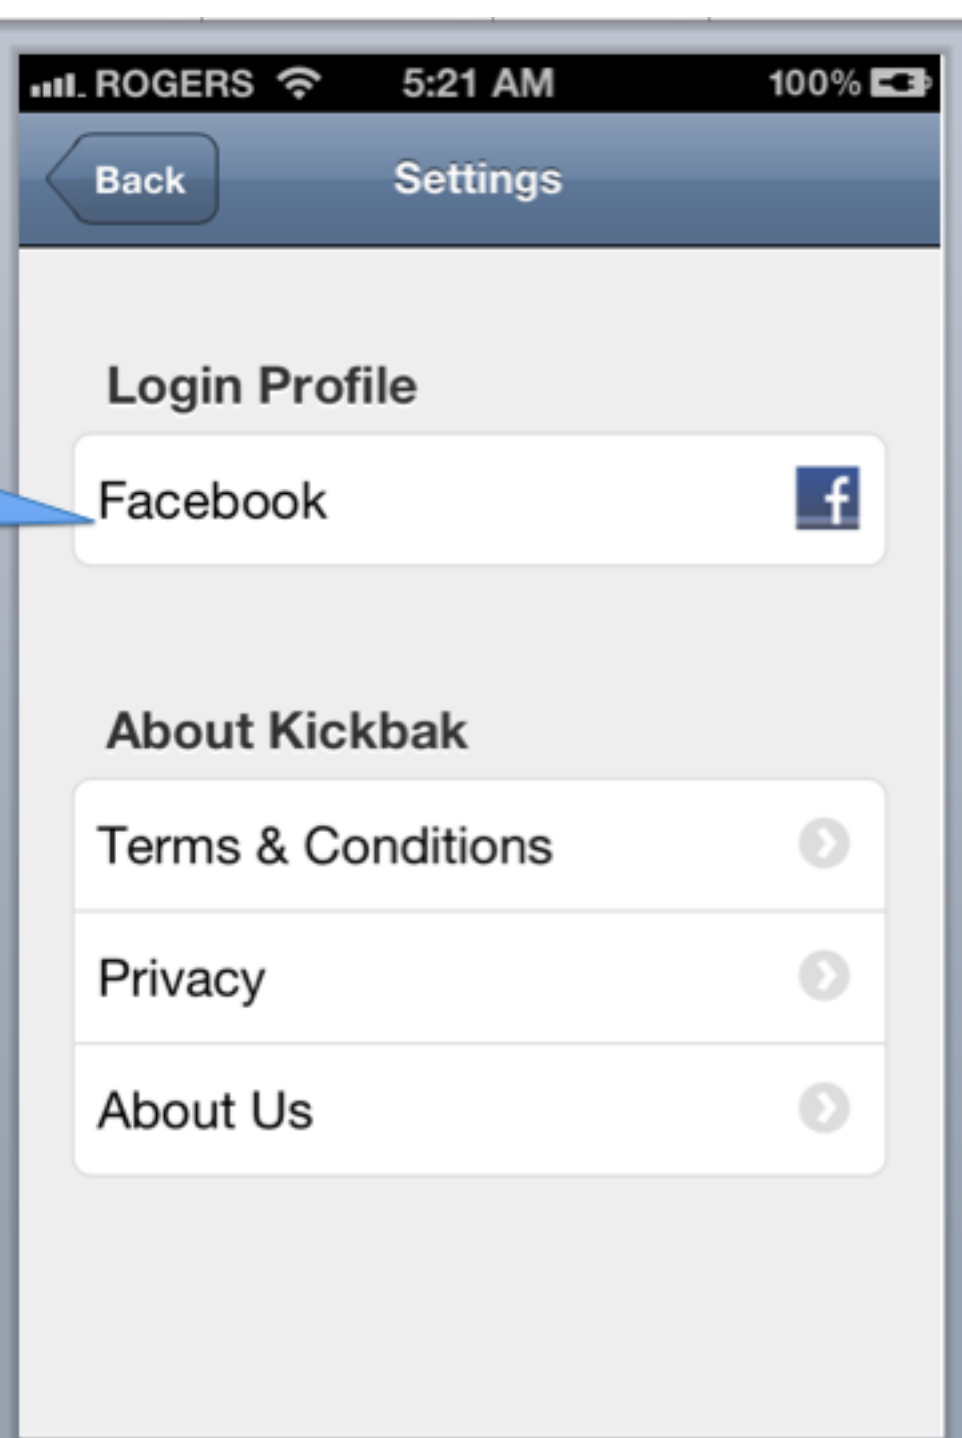 ROGERS 5:21 AM 100%
Back Settings
Login Profile
Facebook f
About Kickbak
Terms & Conditions
Privacy
About Us